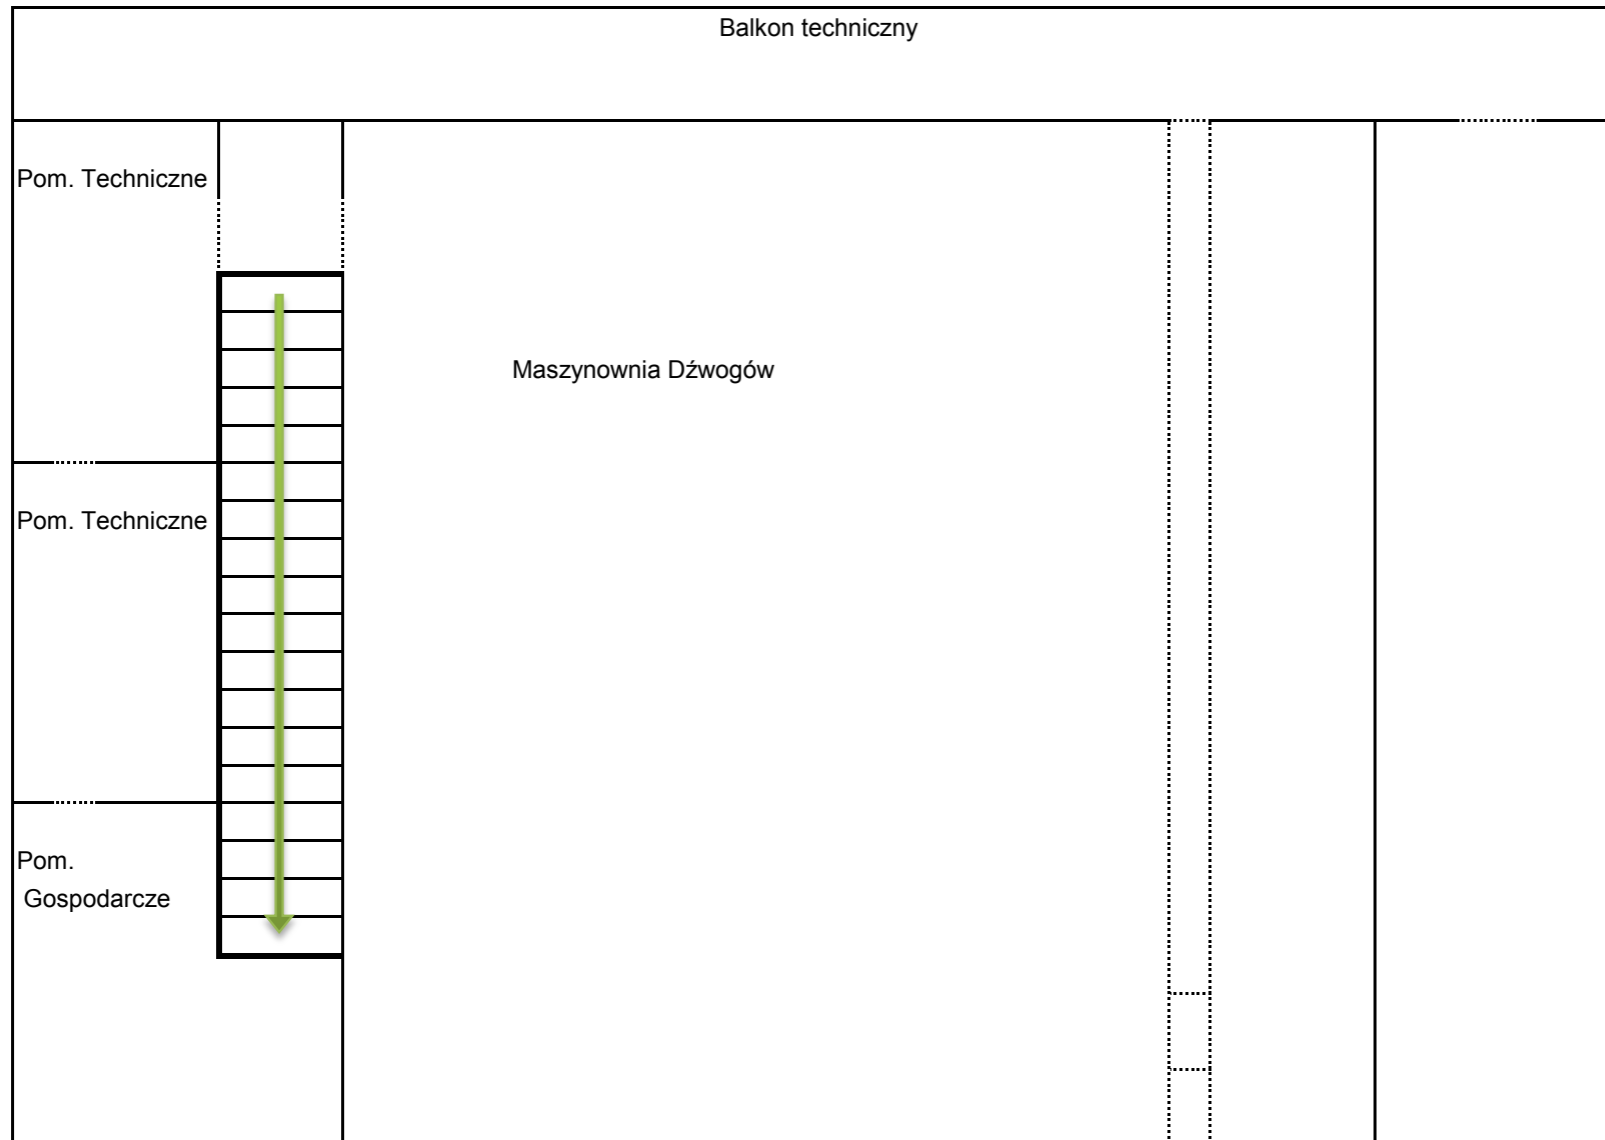 Balkon techniczny
Pom. Techniczne
Maszynownia Dźwogów
Pom. Techniczne
Pom.
Gospodarcze